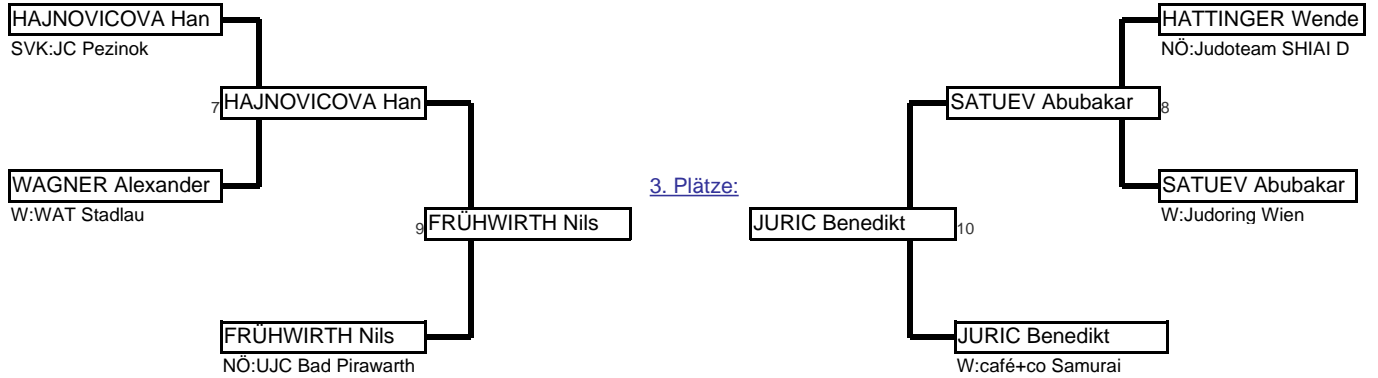 HAJNOVICOVA Han
HATTINGER Wende
SVK:JC Pezinok
NÖ:Judoteam SHIAI D
7 HAJNOVICOVA Han
SATUEV Abubakar 8
WAGNER Alexander
3. Plätze:
SATUEV Abubakar
W:WAT Stadlau
W:Judoring Wien
9 FRÜHWIRTH Nils
JURIC Benedikt 10
FRÜHWIRTH Nils
JURIC Benedikt
NÖ:UJC Bad Pirawarth
W:café+co Samurai